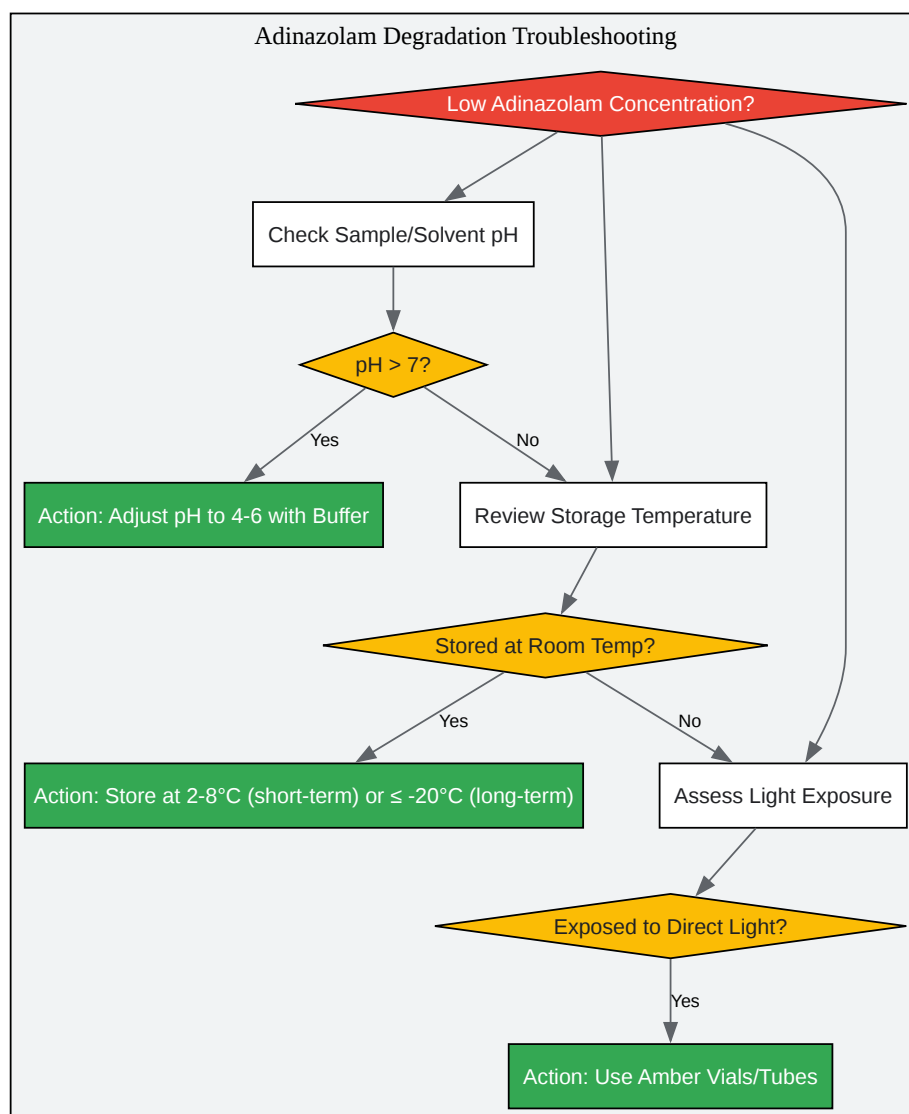 Adinazolam Degradation Troubleshooting
Low Adinazolam Concentration?
Check Sample/Solvent pH
pH > 7?
Yes
No
Action: Adjust pH to 4-6 with Buffer
Review Storage Temperature
Stored at Room Temp?
Yes
No
Action: Store at 2-8°C (short-term) or ≤ -20°C (long-term)
Assess Light Exposure
Exposed to Direct Light?
Yes
Action: Use Amber Vials/Tubes